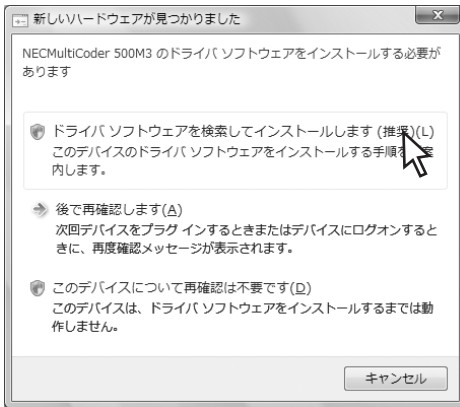 新しいハードウェアが見つかりました
NECMultiCoder 500M3 のドライバ ソフトウェアをインストールする必要が
あります
ドライバ ソフトウェアを検索してインストールします (推奨)(L)
このデバイスのドライバ ソフトウェアをインストールする手順を
内します。
後で再確認します(A)
次回デバイスをプラグ インするときまたはデバイスにログオンすると
きに、再度確認メッセージが表示されます。
このデバイスについて再確認は不要です(D)
このデバイスは、ドライバ ソフトウェアをインストールするまでは動
作しません。
キャンセル